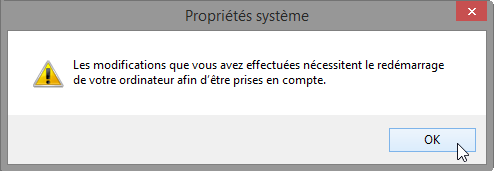 Propriétés système
Les modifications que vous avez effectuées nécessitent le redémarrage
de votre ordinateur afin d'être prises en compte.
OK